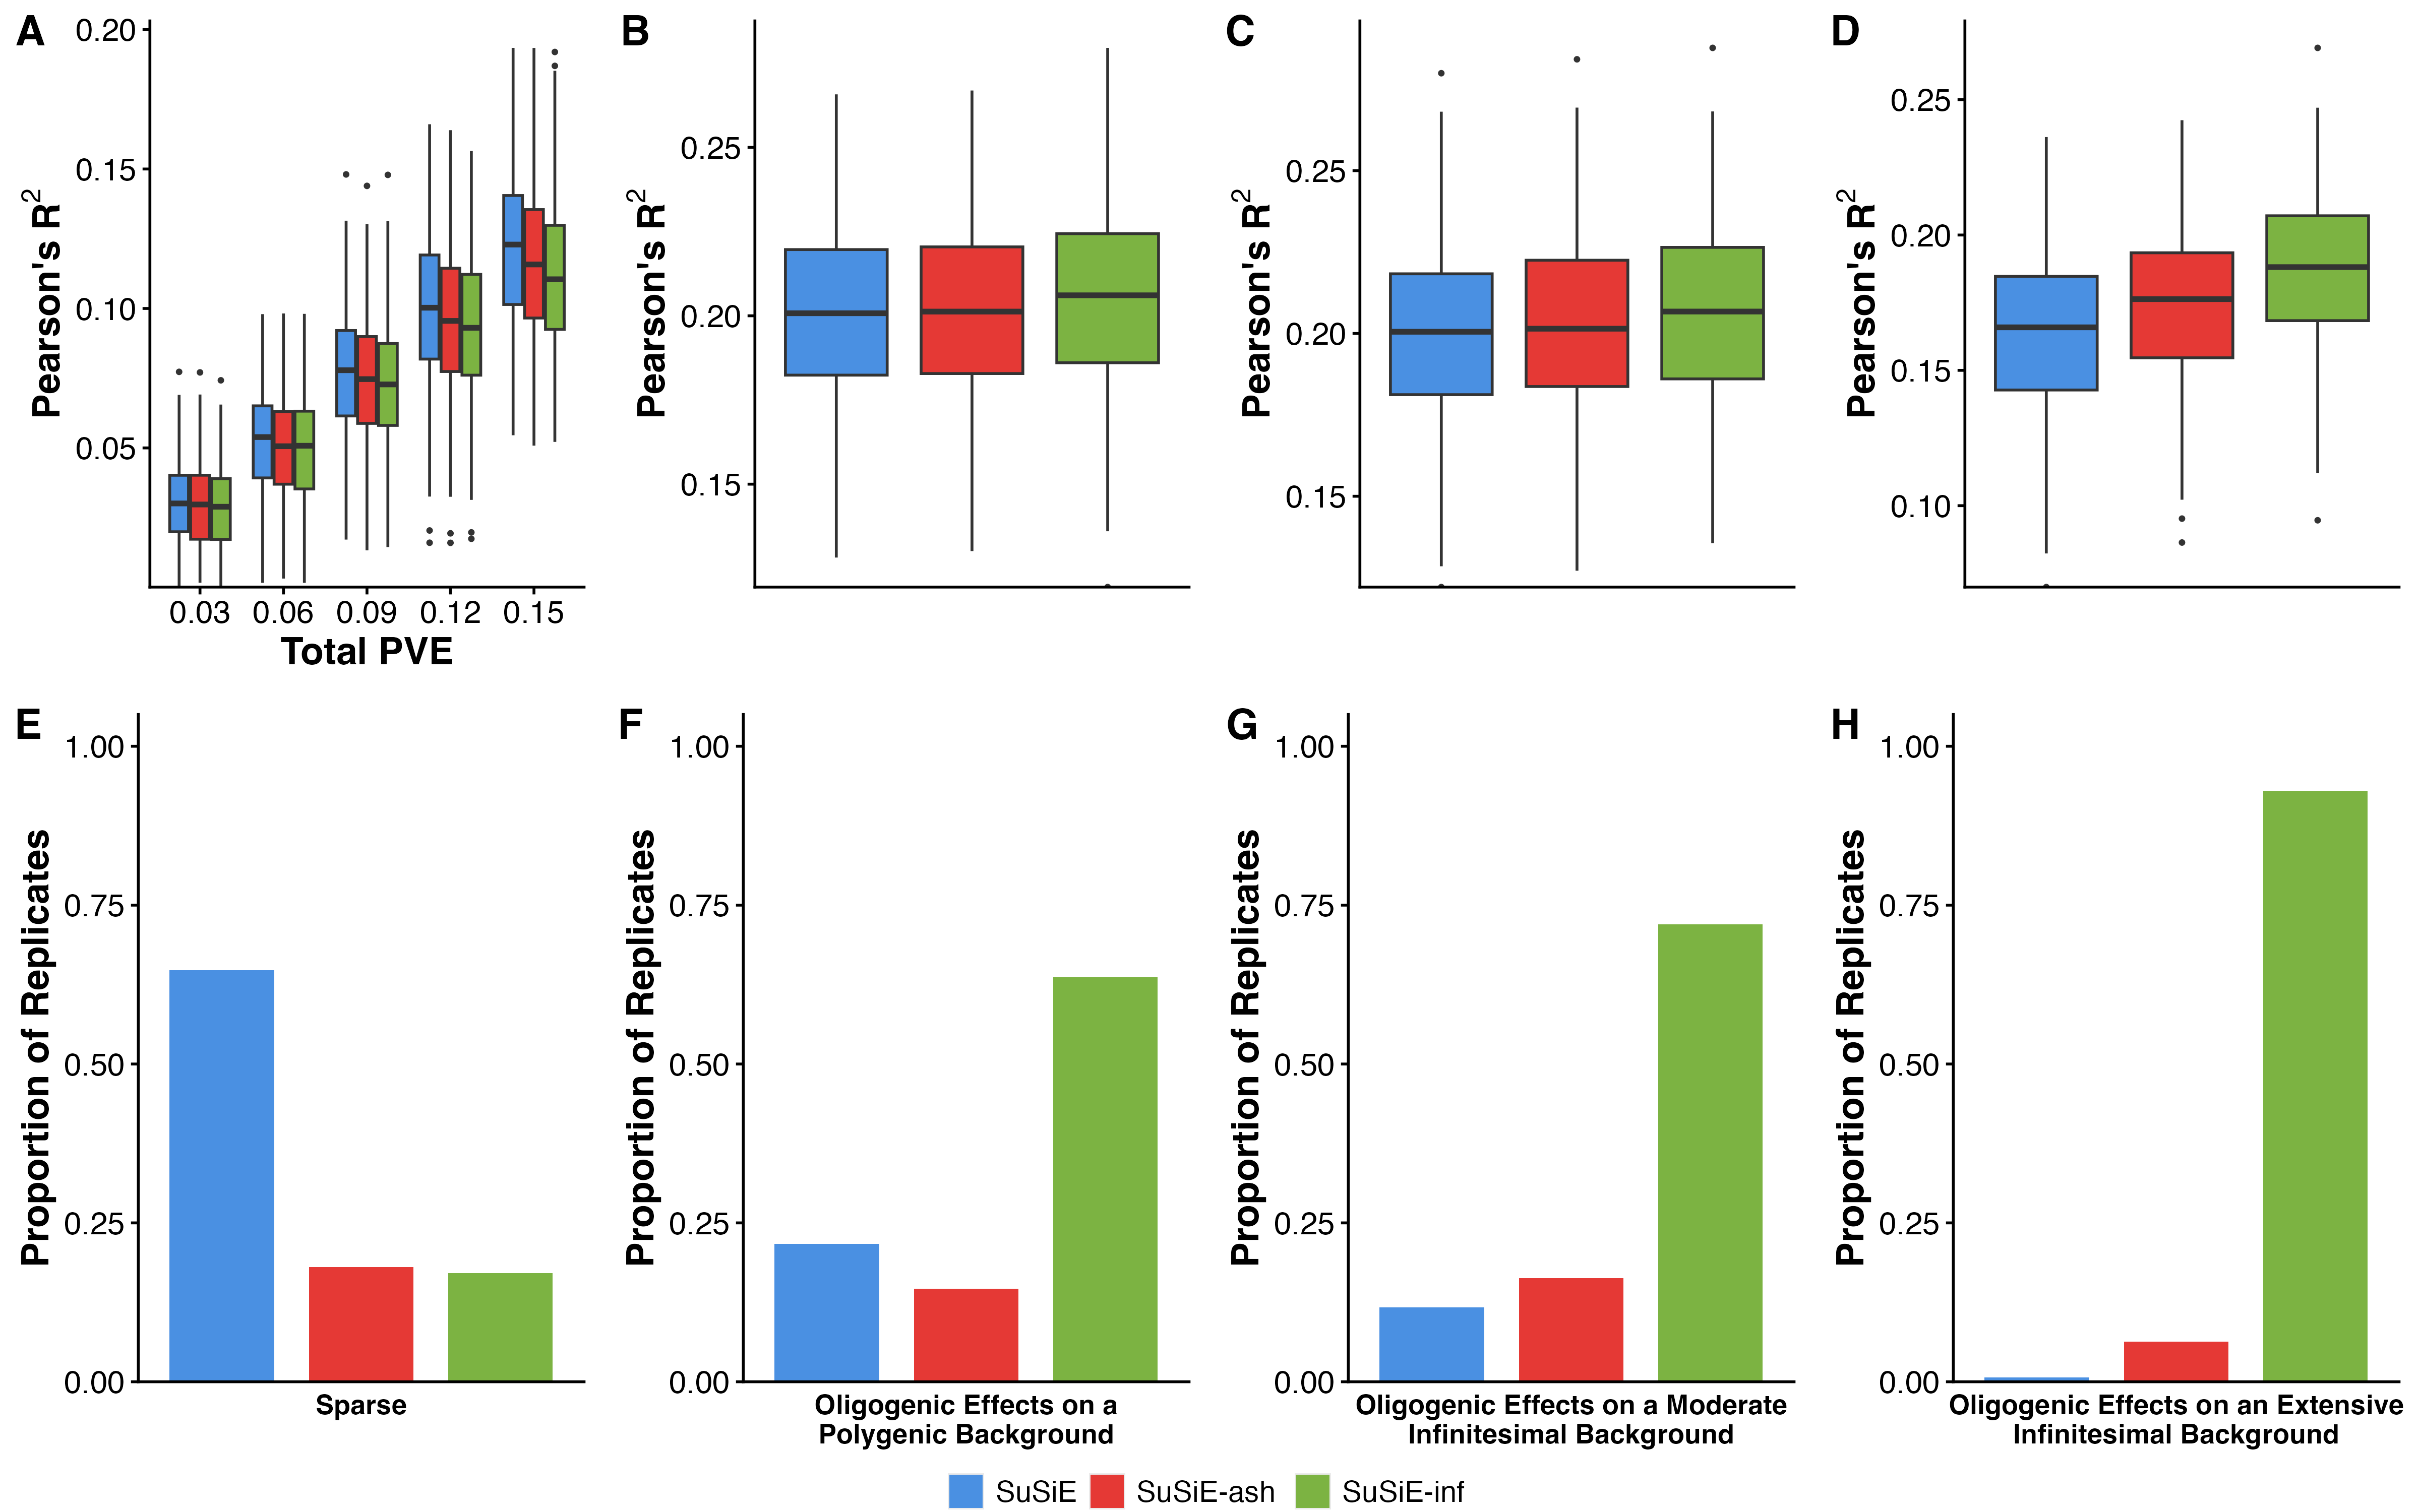 A
Pearson's R2
0.20
0.15
0.10
0.05
0.03 0.06 0.09 0.12 0.15
Total PVE
B
Pearson's R2
0.25
0.20
0.15
C
Pearson's R2
0.25
0.20
0.15
D
Pearson's R2
0.25
0.20
0.15
0.10
E
Proportion of Replicates
1.00
0.75
0.50
0.25
0.00
Sparse
F
Proportion of Replicates
1.00
0.75
0.50
0.25
0.00
Oligogenic Effects on a
Polygenic Background
G
Proportion of Replicates
1.00
0.75
0.50
0.25
0.00
Oligogenic Effects on a Moderate
Infinitesimal Background
H
Proportion of Replicates
1.00
0.75
0.50
0.25
0.00
Oligogenic Effects on an Extensive
Infinitesimal Background
SuSiE SuSiE-ash SuSiE-inf